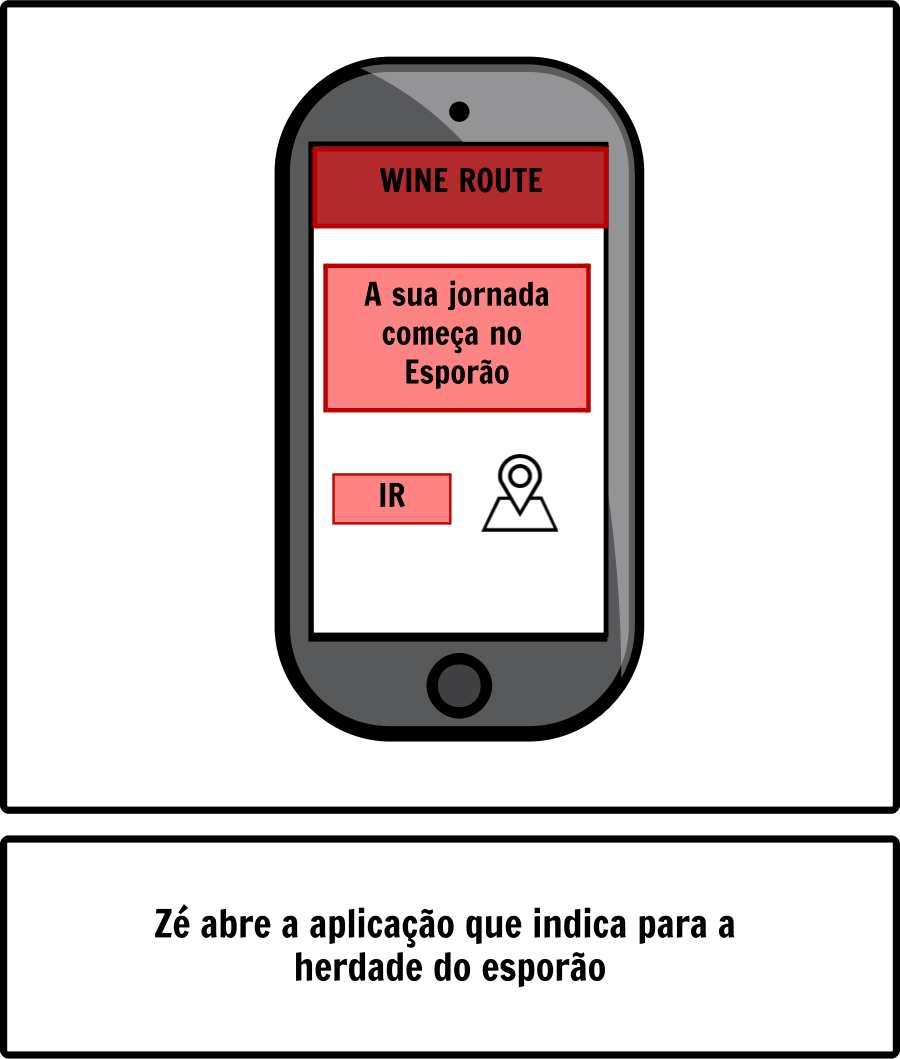 WINE ROUTE
A sua jornada
começa no
Esporão
IR
Zé abre a aplicação que indica para a
herdade do esporão